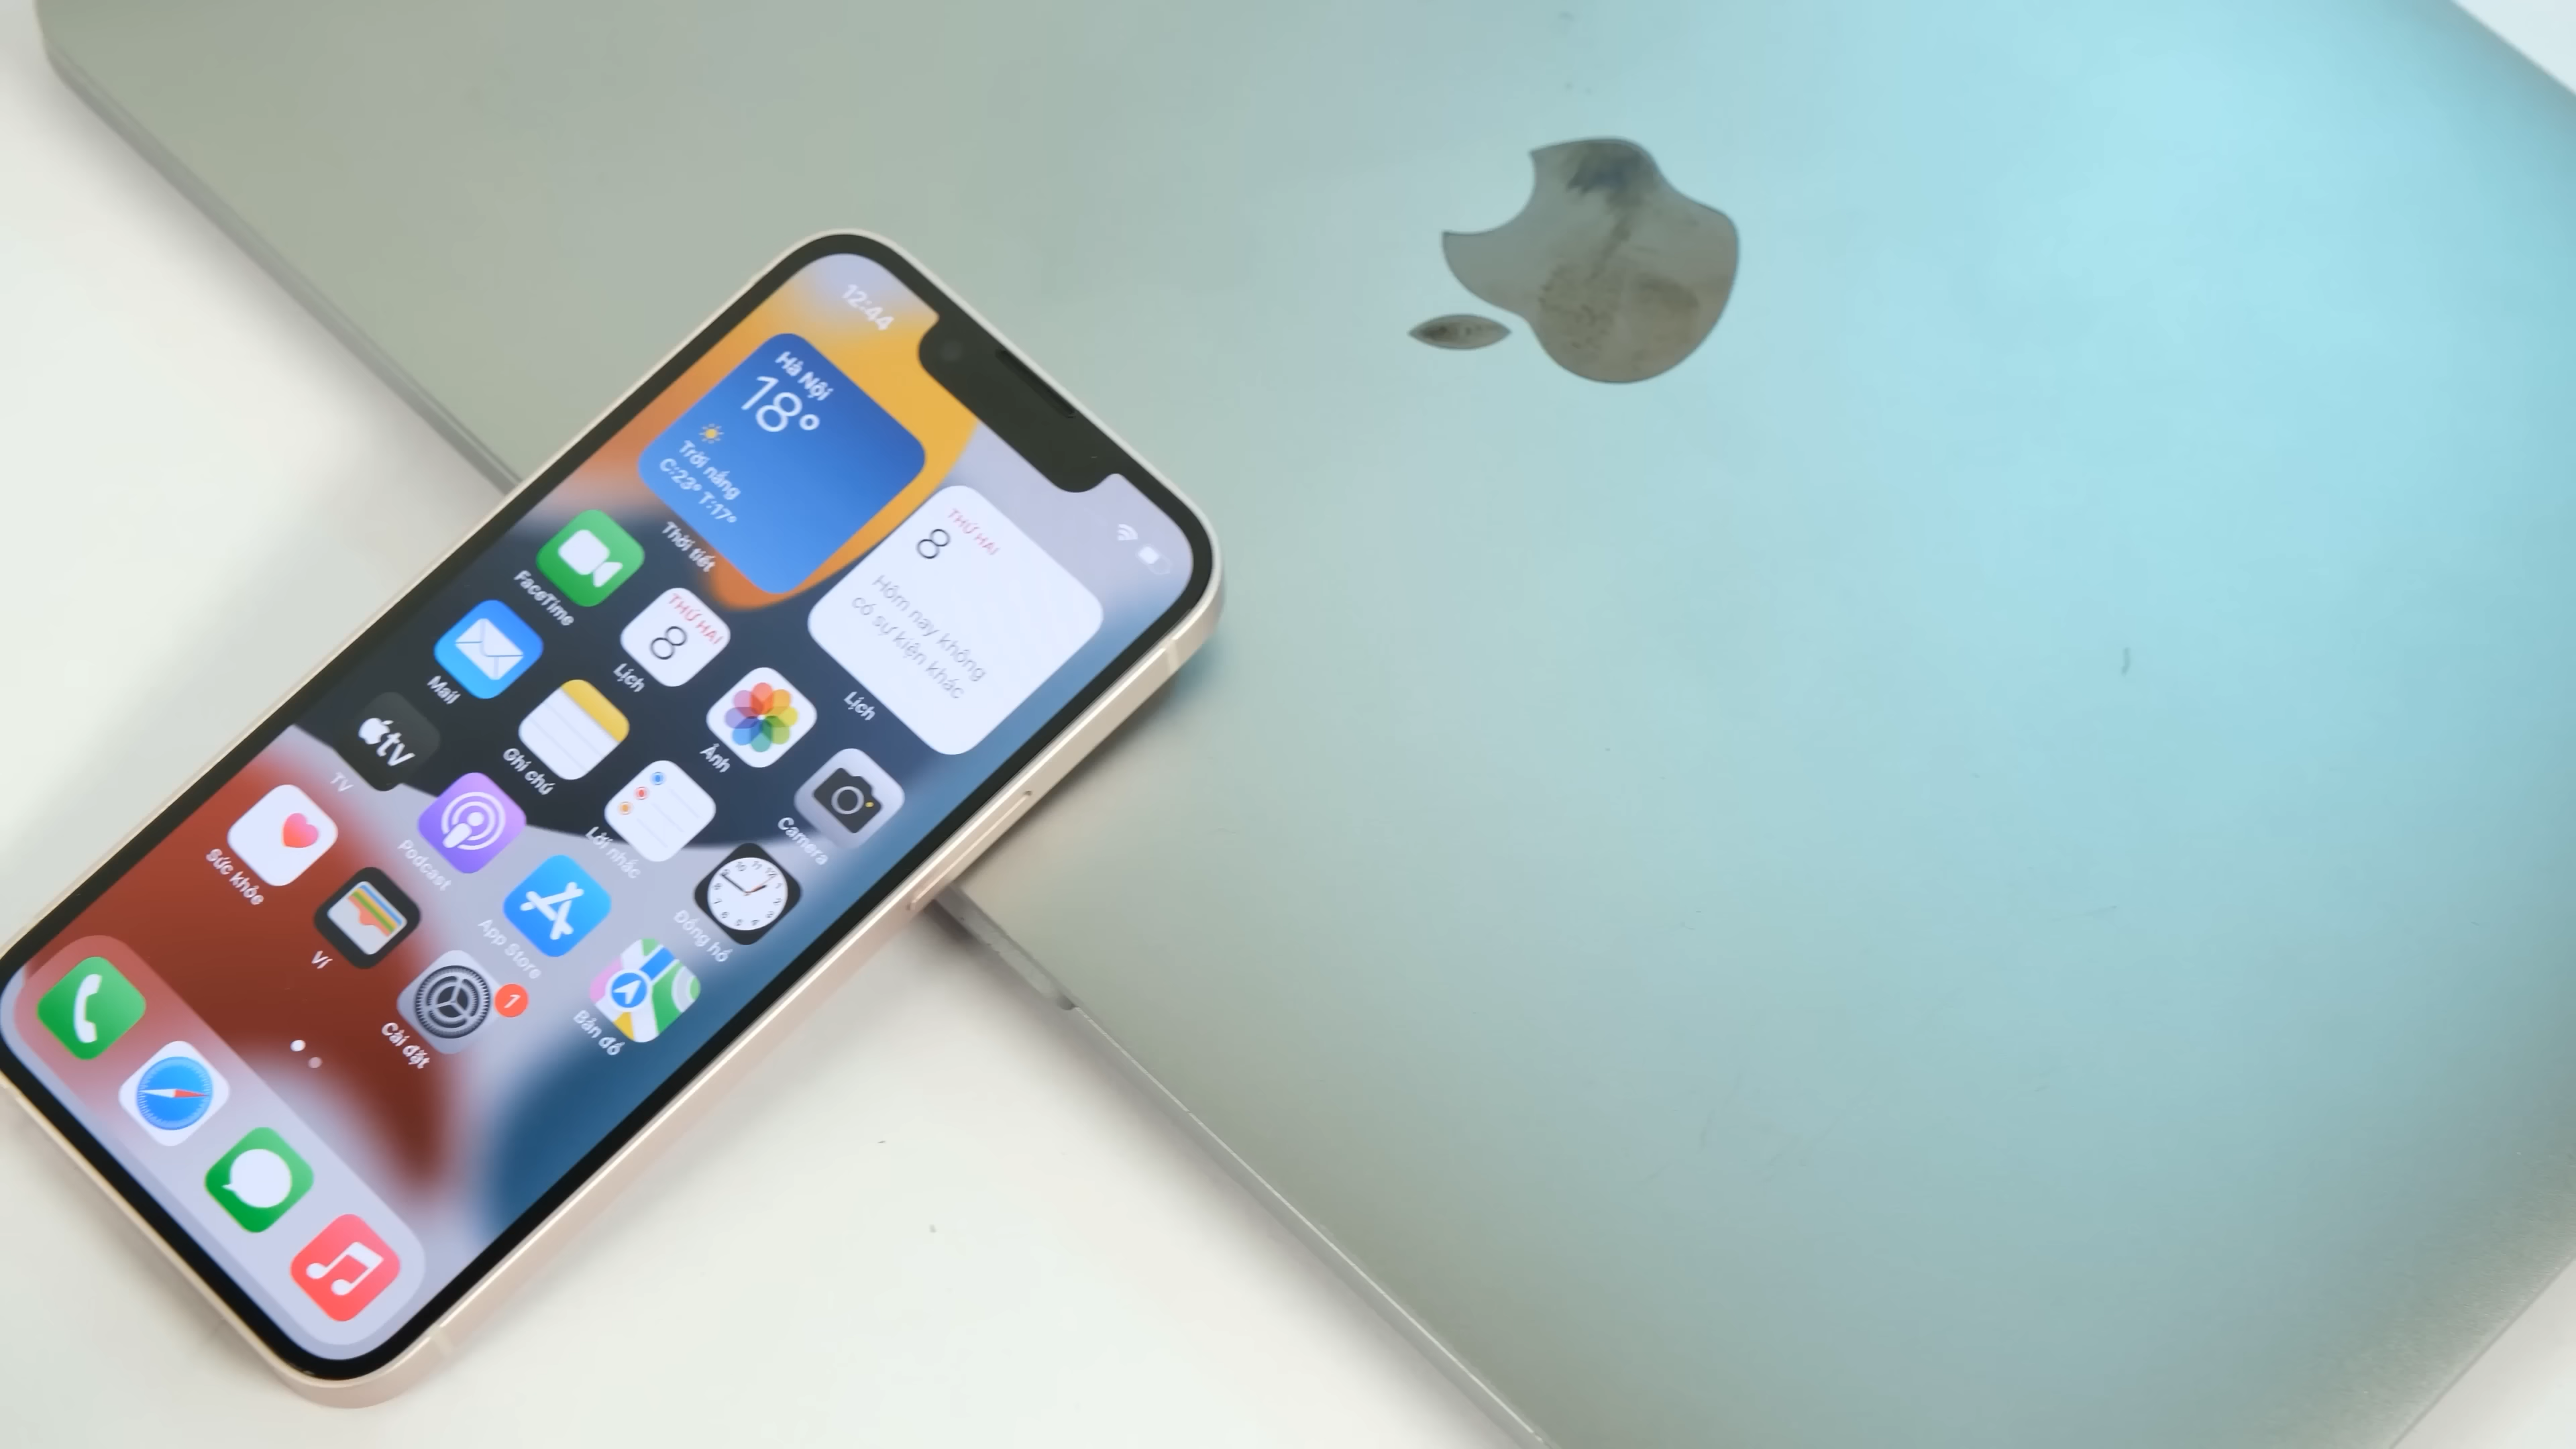 12:44
Hà Nội
18°
Trời nắng
C:23° T:17°
Thời tiết
THỨ HAI
8
Hôm nay không
có sự kiện khác
Lịch
FaceTime
THỨ HAI
8
Lịch
Ảnh
Camera
Mail
Ghi chú
Lời nhắc
Đồng hồ
tv
TV
Podcast
App Store
Bản đồ
Sức khỏe
Ví
Cài đặt
1